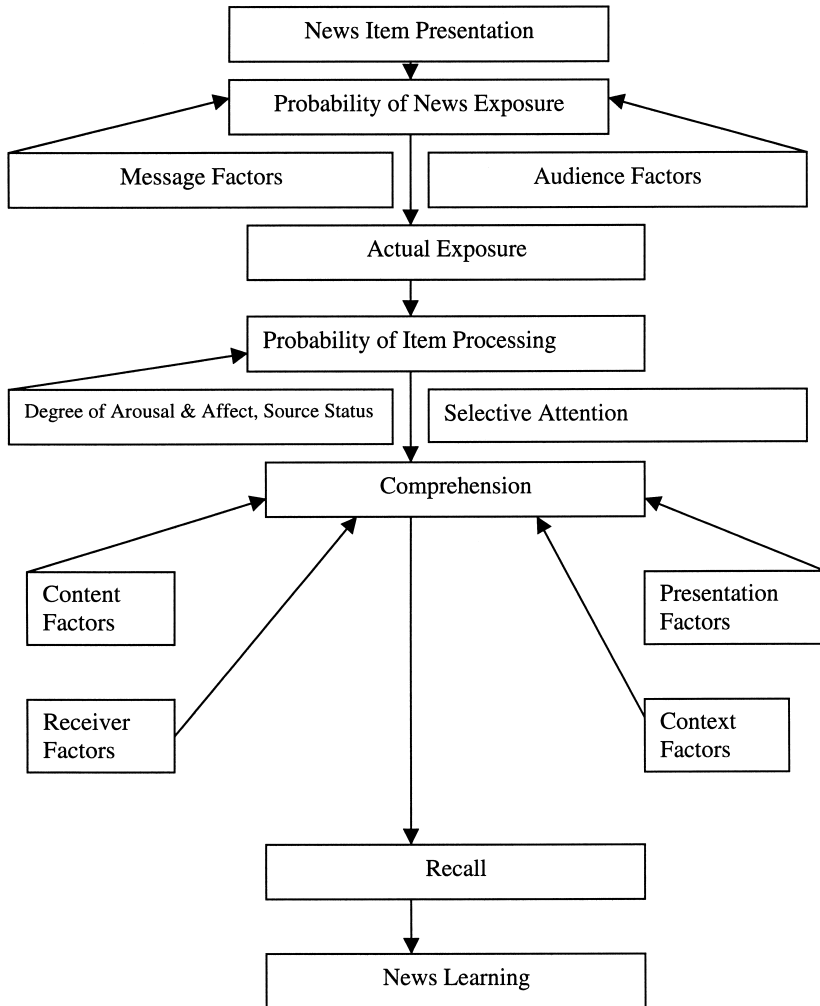 News Item Presentation
Probability of News Exposure
Message Factors
Audience Factors
Actual Exposure
Probability of Item Processing
Degree of Arousal & Affect, Source Status
Selective Attention
Comprehension
Content
Factors
Presentation
Factors
Receiver
Factors
Context
Factors
Recall
News Learning